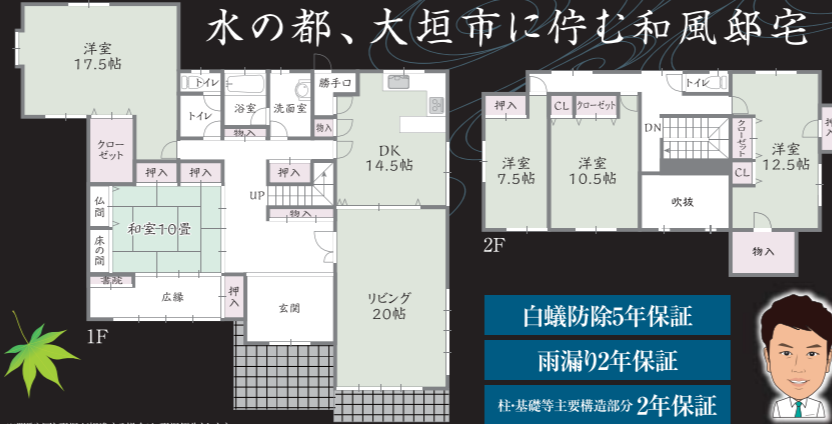 水の都、大垣市に佇む和風邸宅
洋室
17.5帖
トイレ
浴室
洗面室
勝手口
トイレ
物入
物入
DK
14.5帖
クロー
ゼット
押入
押入
押入
UP
仏間
和室10畳
床の間
物入
書院
広縁
押入
玄関
リビング
20帖
1F
トイレ
押入
CL
クローゼット
DN
クローゼット
洋室
12.5帖
押入
洋室
7.5帖
洋室
10.5帖
CL
吹抜
物入
2F
白蟻防除5年保証
雨漏り2年保証
柱・基礎等主要構造部分 2年保証